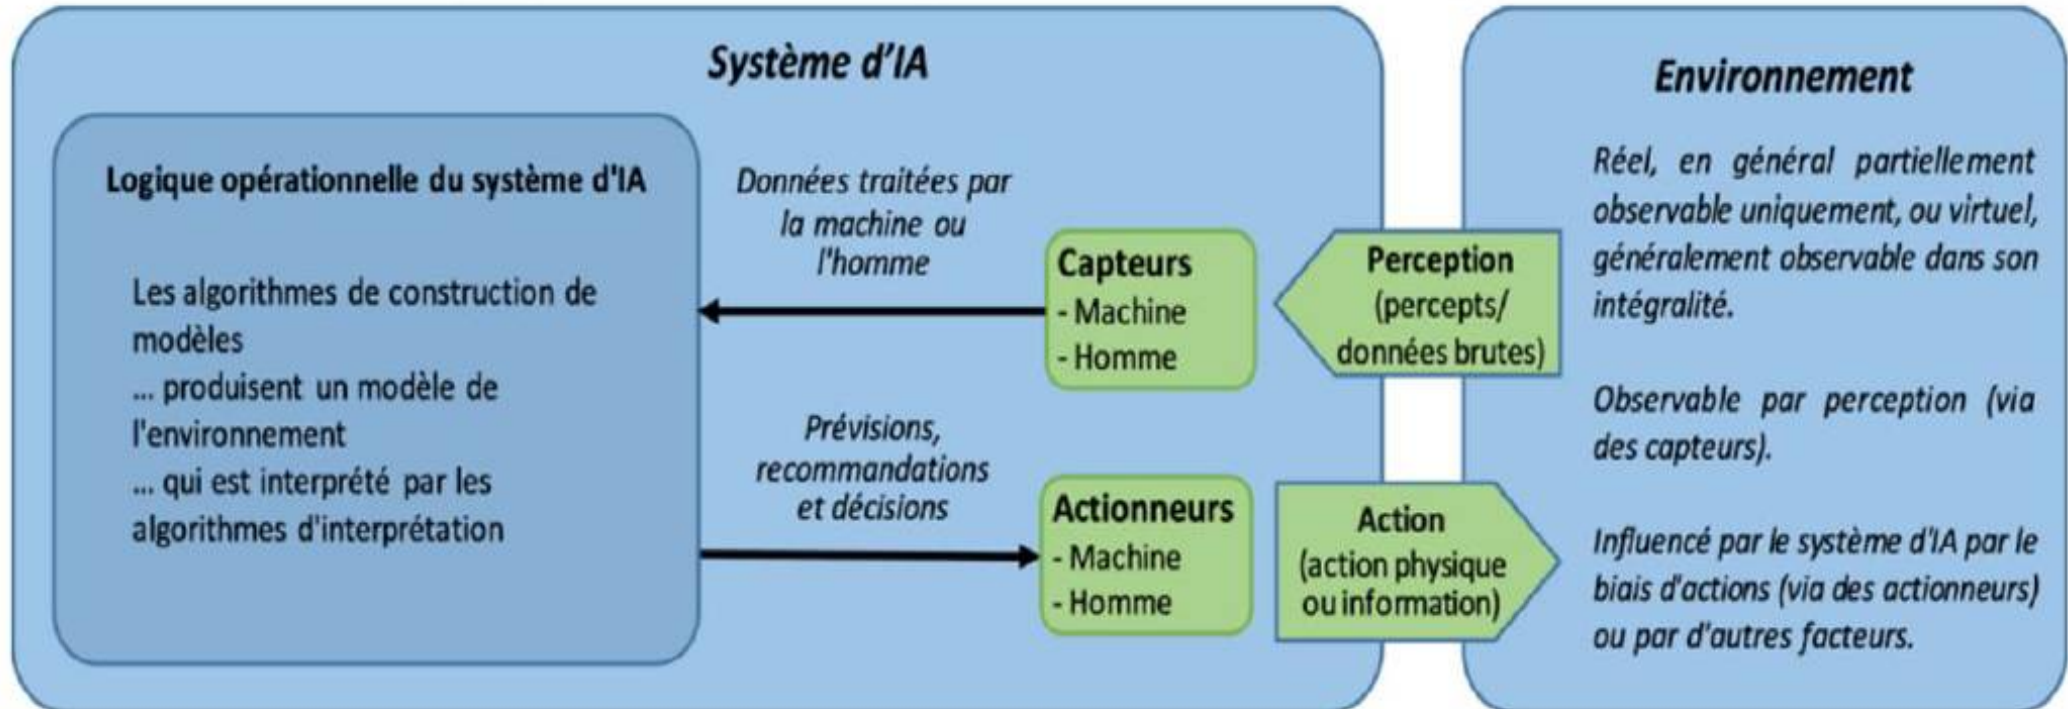 Système d'IA
Logique opérationnelle du système d'IA
Les algorithmes de construction de
modèles
... produisent un modèle de
l'environnement
... qui est interprété par les
algorithmes d'interprétation
Données traitées par
la machine ou
l'homme
Capteurs
- Machine
- Homme
Prévisions,
recommandations
et décisions
Actionneurs
- Machine
- Homme
Perception
(percepts/
données brutes)
Action
(action physique
ou information)
Environnement
Réel, en général partiellement
observable uniquement, ou virtuel,
généralement observable dans son
intégralité.
Observable par perception (via
des capteurs).
Influencé par le système d'IA par le
biais d'actions (via des actionneurs)
ou par d'autres facteurs.